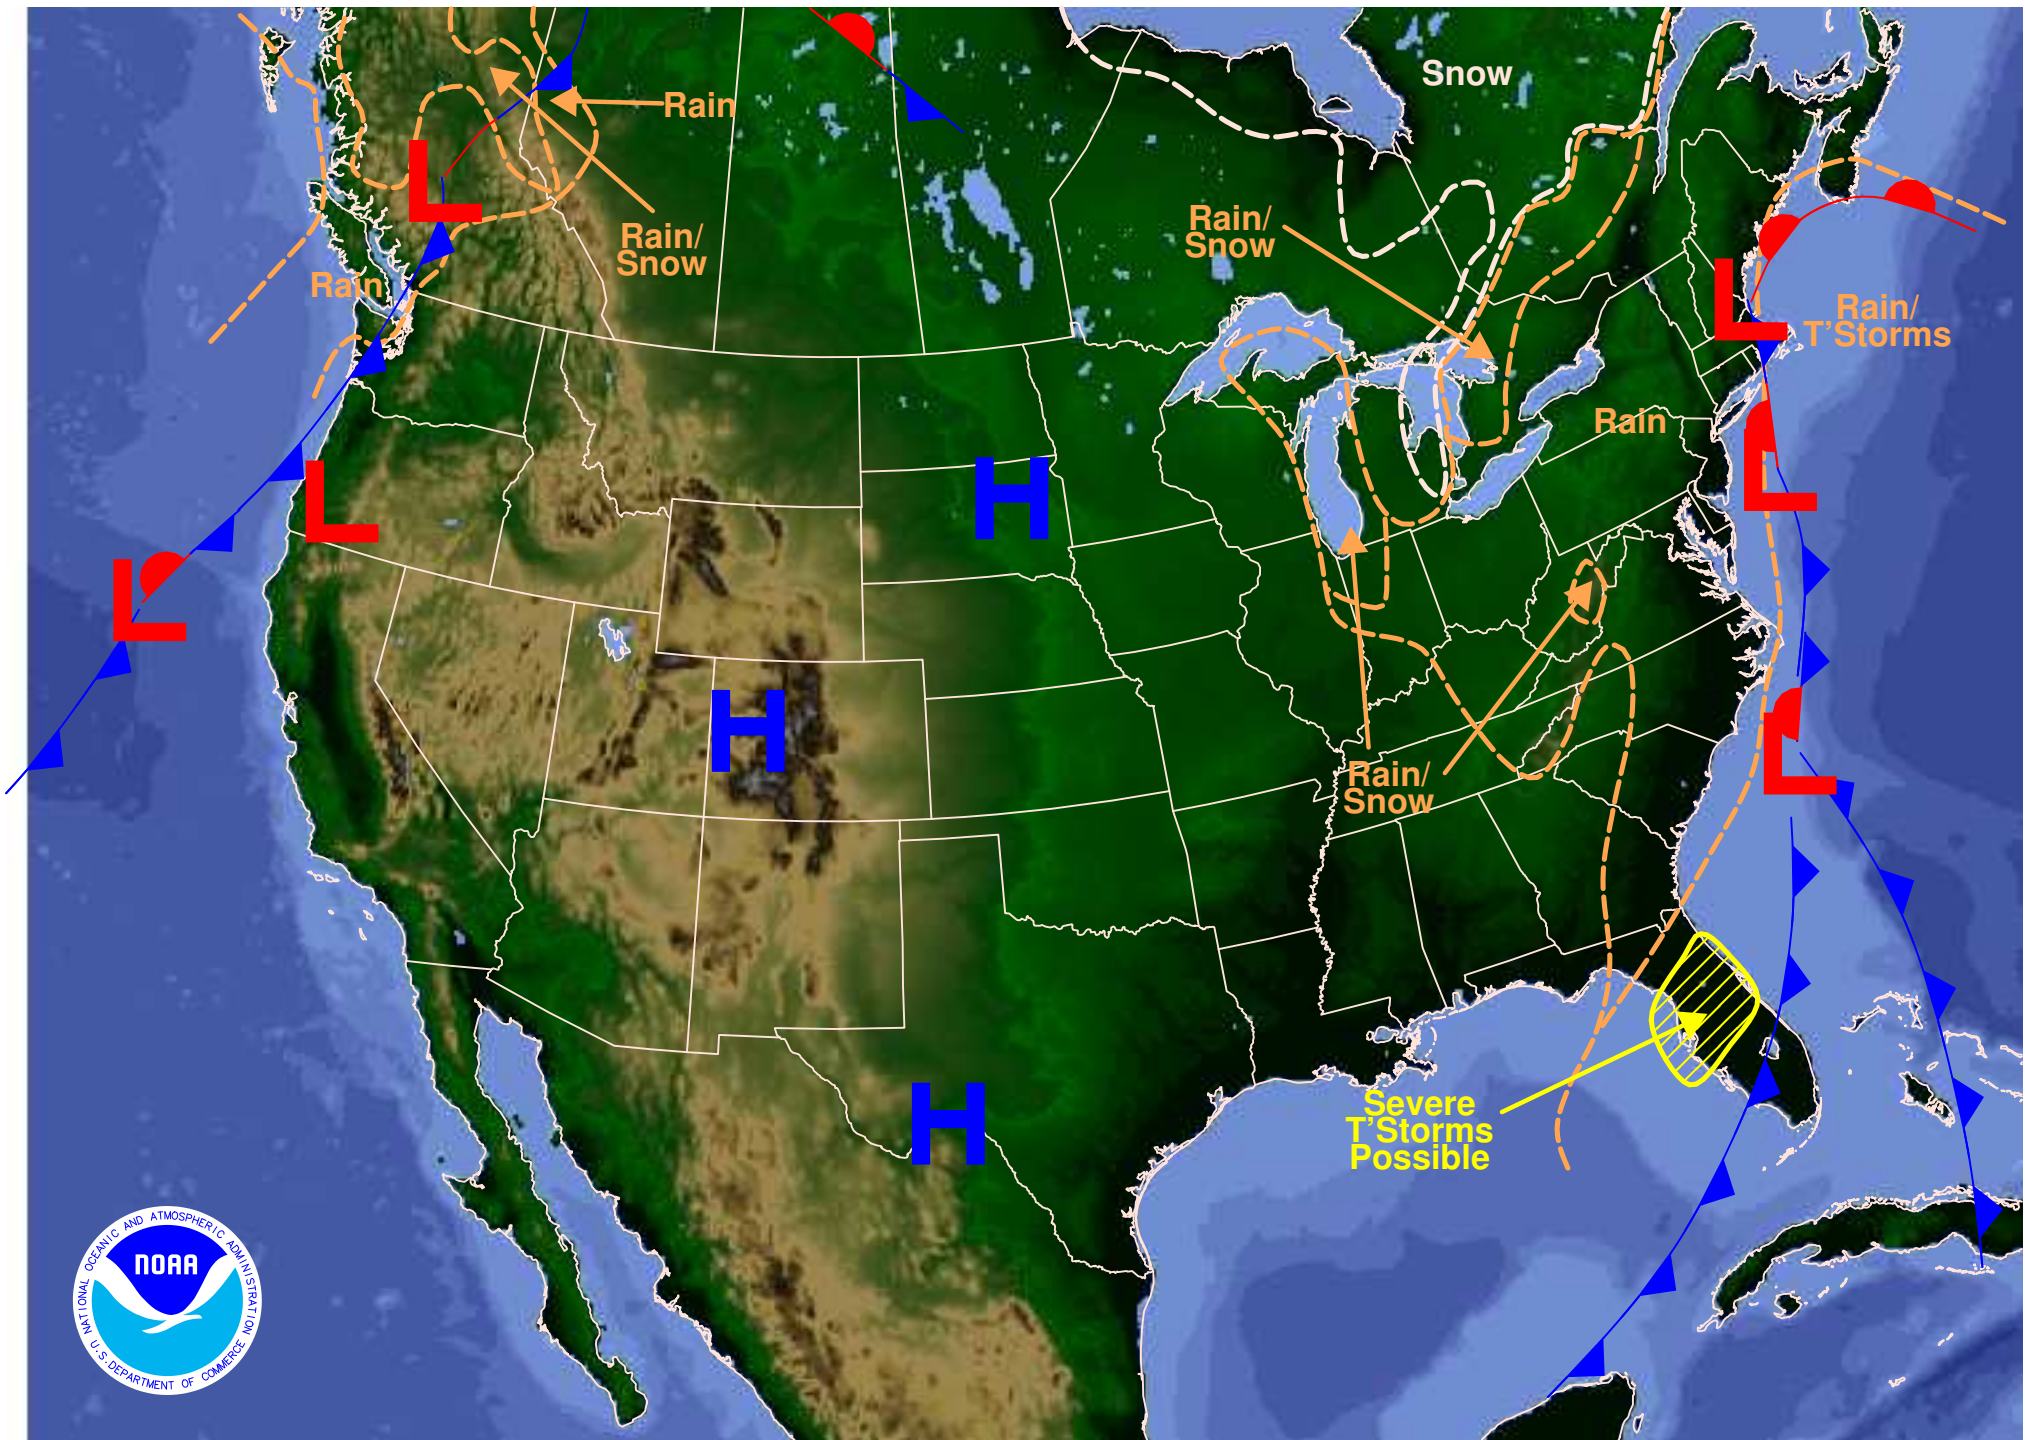 Snow
Rain
Rain/
Snow
Rain/
Snow
Rain
Rain/
T'Storms
Rain
L
L
L
L
L
L
H
H
H
Rain/
Snow
Severe
T'Storms
Possible
NATIONAL OCEANIC AND ATMOSPHERIC ADMINISTRATION
NOAA
U.S. DEPARTMENT OF COMMERCE